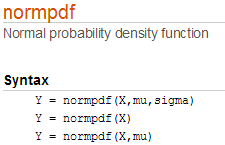 normpdf
Normal probability density function
Syntax
Y = normpdf(X,mu,sigma)
Y = normpdf(X)
Y = normpdf(X,mu)